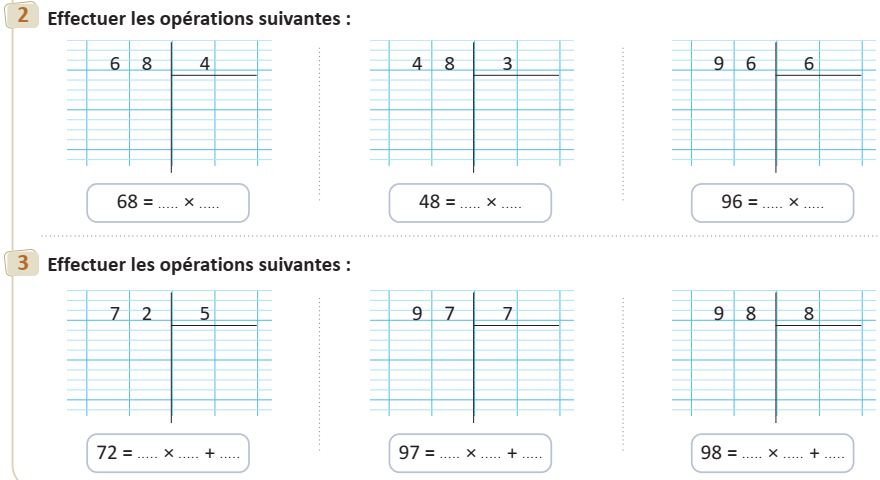 2 Effectuer les opérations suivantes :
6 8 4
4 8 3
9 6 6
68 = ..... × .....
48 = ..... × .....
96 = ..... × .....
3 Effectuer les opérations suivantes :
7 2 5
9 7 7
9 8 8
72 = ..... × ..... + .....
97 = ..... × ..... + .....
98 = ..... × ..... + .....